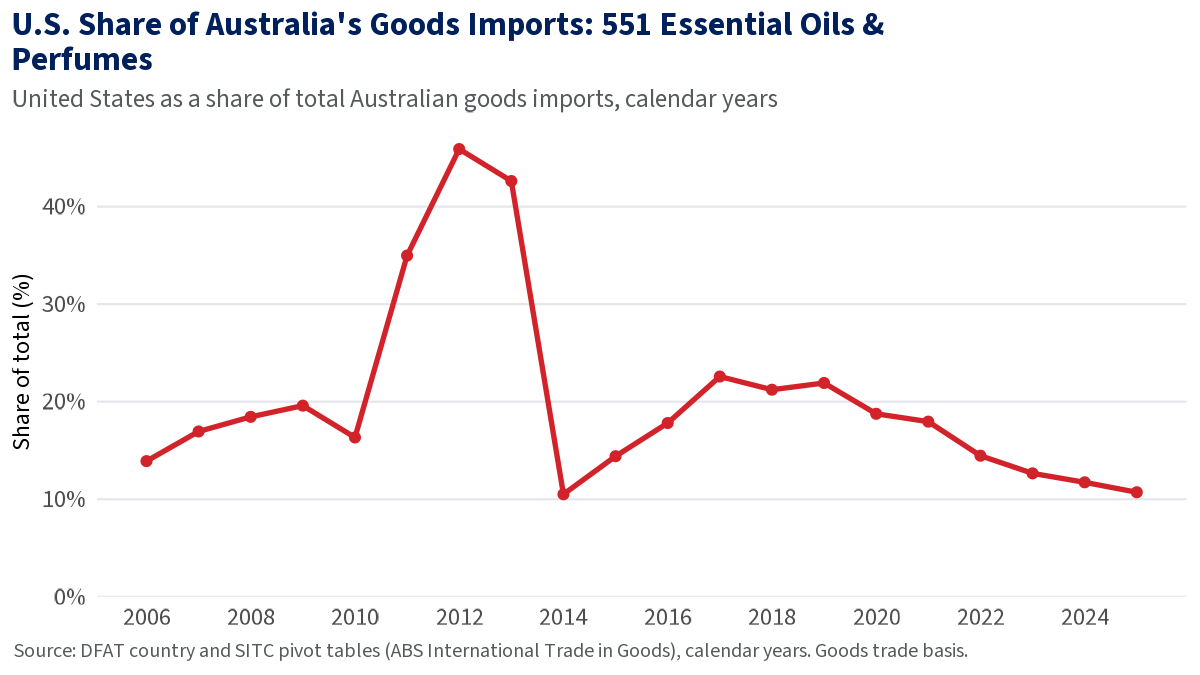 U.S. Share of Australia's Goods Imports: 551 Essential Oils &
Perfumes
United States as a share of total Australian goods imports, calendar years
Share of total (%)
40%
30%
20%
10%
0%
2006 2008 2010 2012 2014 2016 2018 2020 2022 2024
Source: DFAT country and SITC pivot tables (ABS International Trade in Goods), calendar years. Goods trade basis.